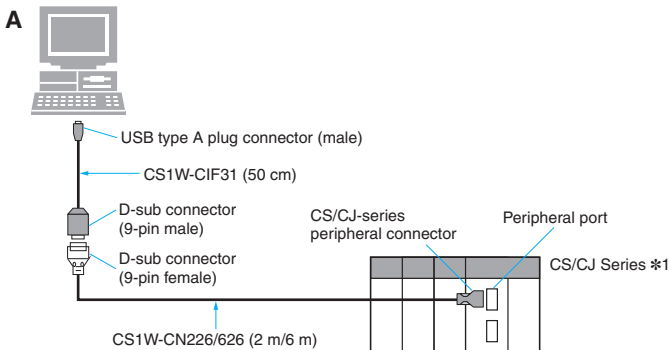 A
USB type A plug connector (male)
CS1W-CIF31 (50 cm)
D-sub connector
(9-pin male)
CS/CJ-series
peripheral connector
Peripheral port
D-sub connector
(9-pin female)
CS/CJ Series *1
CS1W-CN226/626 (2 m/6 m)